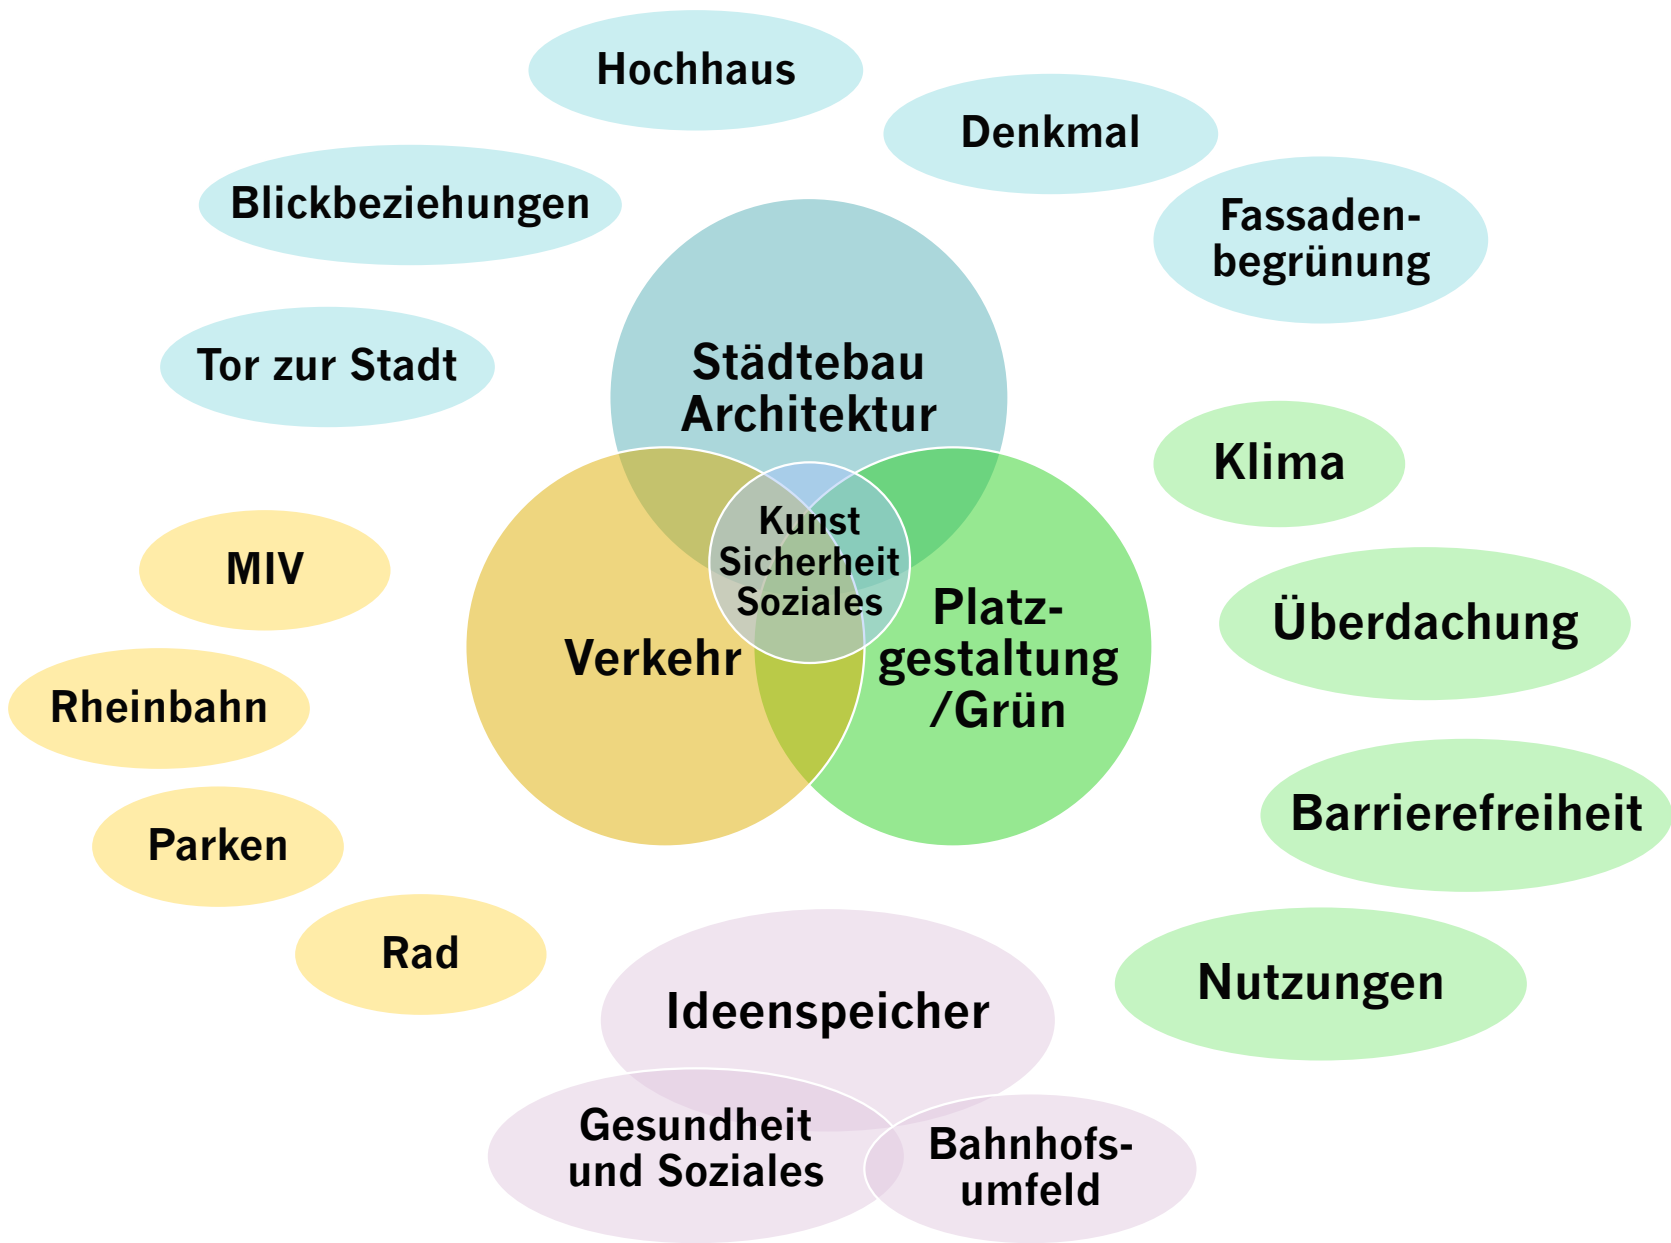 Hochhaus
Denkmal
Blickbeziehungen
Fassaden-
begrünung
Tor zur Stadt
Städtebau
Architektur
Klima
Kunst
Sicherheit
Soziales
MIV
Platz-
gestaltung
/Grün
Verkehr
Überdachung
Rheinbahn
Barrierefreiheit
Parken
Rad
Nutzungen
Ideenspeicher
Gesundheit
und Soziales
Bahnhofs-
umfeld